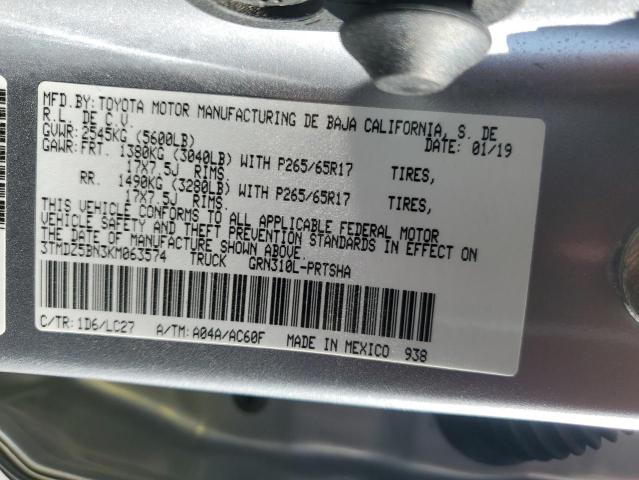 MFD.BY: TOYOTA MOTOR MANUFACTURING DE BAJA CALIFORNIA, S. DE
R.L. DE C.V. DATE: 01/19
GVWR: 2545KG (5600LB)
GAWR: FRT. 1380KG (3040LB) WITH P265/65R17 TIRES,
17X7.5J RIMS.
RR. 1490KG (3280LB) WITH P265/65R17 TIRES,
17X7.5J RIMS.
THIS VEHICLE CONFORMS TO ALL APPLICABLE FEDERAL MOTOR
VEHICLE SAFETY AND THEFT PREVENTION STANDARDS IN EFFECT ON
THE DATE OF MANUFACTURE SHOWN ABOVE.
3TMDZ5BN3KM063574 TRUCK GRN310L-PRTSHA
C/TR: 1D6/LC27 A/TM: A04A/AC60F MADE IN MEXICO 938